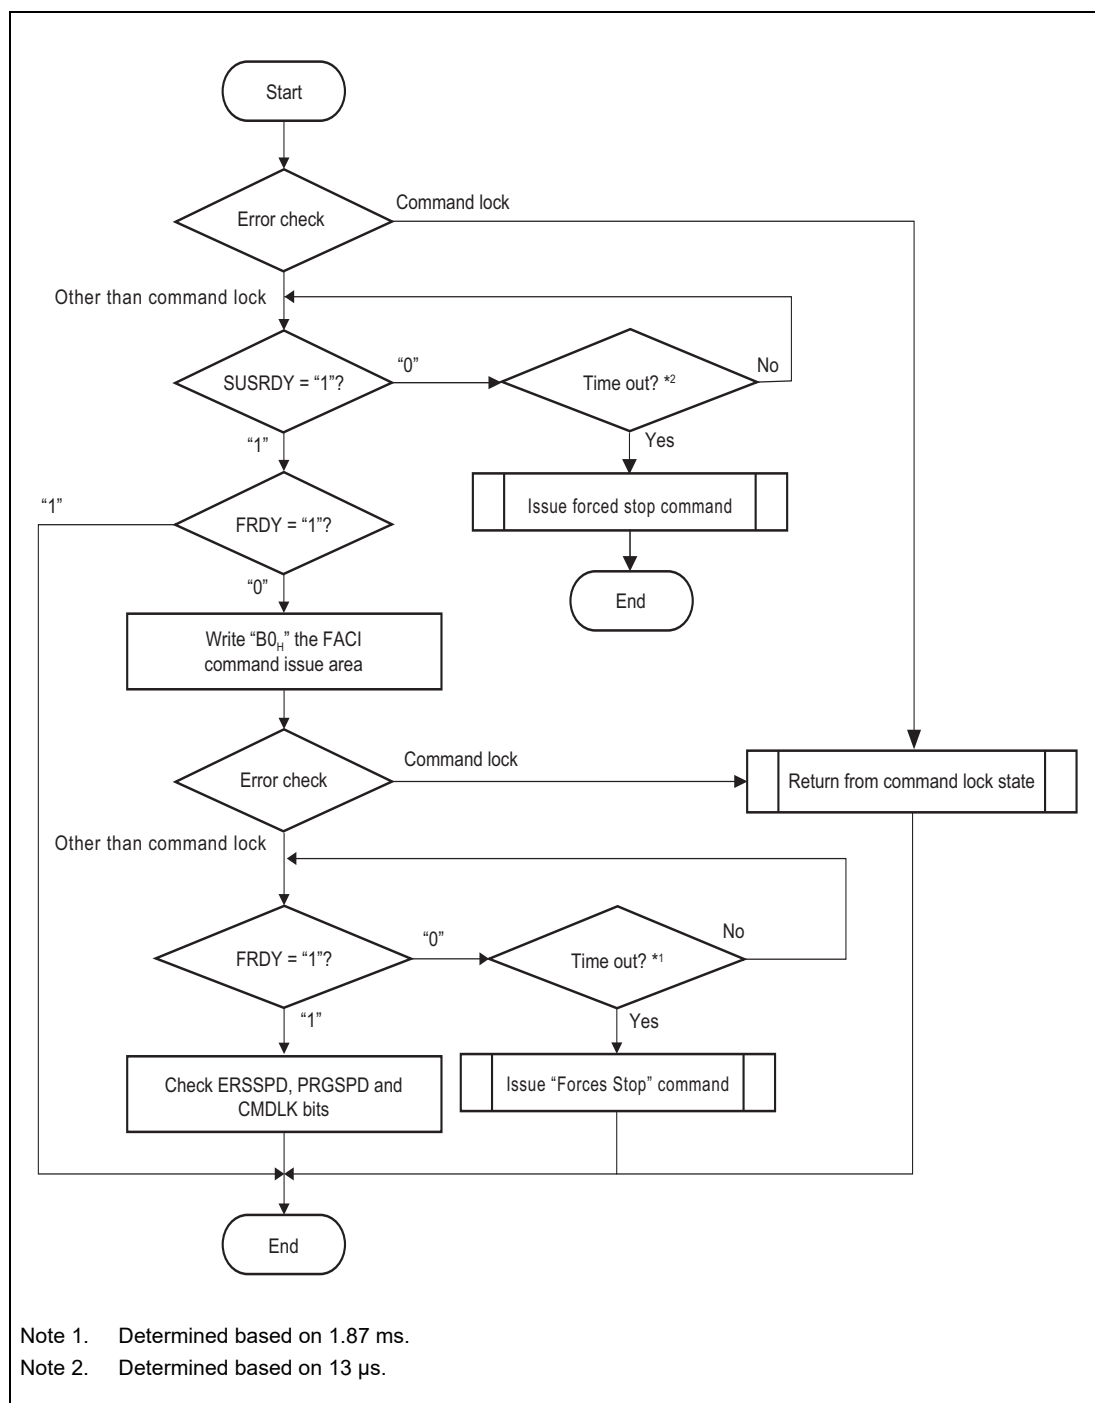 Start
Error check
Command lock
Other than command lock
SUSRDY = “1”?
“0”
Time out? *2
No
“1”
Yes
“1”
FRDY = “1”?
Issue forced stop command
“0”
End
Write “B0H” the FACI
command issue area
Error check
Command lock
Return from command lock state
Other than command lock
FRDY = “1”?
“0”
Time out? *1
No
“1”
Yes
Check ERSSPD, PRGSPD and
CMDLK bits
Issue “Forces Stop” command
End
Note 1. Determined based on 1.87 ms.
Note 2. Determined based on 13 µs.